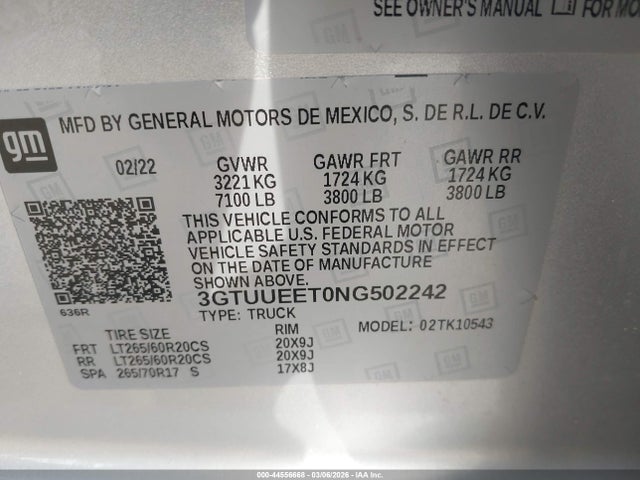 SEE OWNER'S MANUAL FOR MO
gm
MFD BY GENERAL MOTORS DE MEXICO, S. DE R.L. DE C.V.
02/22 GVWR GAWR FRT GAWR RR
3221 KG 1724 KG 1724 KG
7100 LB 3800 LB 3800 LB
THIS VEHICLE CONFORMS TO ALL
APPLICABLE U.S. FEDERAL MOTOR
VEHICLE SAFETY STANDARDS IN EFFECT
ON THE DATE OF MANUFACTURE
SHOWN ABOVE.
636R
3GTUUEET0NG502242
TYPE: TRUCK MODEL: 02TK10543
TIRE SIZE RIM
FRT LT265/60R20CS 20X9J
RR LT265/60R20CS 20X9J
SPA 265/70R17 S 17X8J
000-44556668 | 03/06/2026 | IAA Inc.